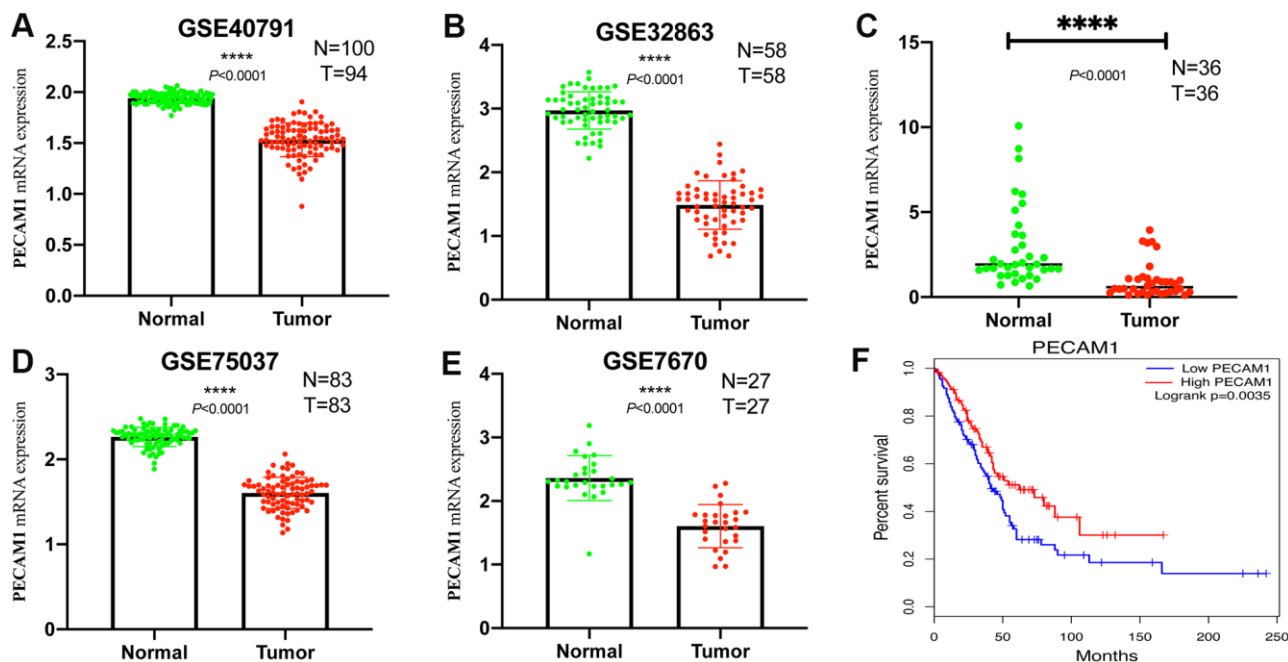 A
GSE40791
****
P<0.0001
N=100
T=94
PECAM1 mRNA expression
2.5
2.0
1.5
1.0
0.5
0.0
Normal
Tumor
B
GSE32863
****
P<0.0001
N=58
T=58
PECAM1 mRNA expression
4
3
2
1
0
Normal
Tumor
C
****
P<0.0001
N=36
T=36
PECAM1 mRNA expression
15
10
5
0
Normal
Tumor
D
GSE75037
****
P<0.0001
N=83
T=83
PECAM1 mRNA expression
3
2
1
0
Normal
Tumor
E
GSE7670
****
P<0.0001
N=27
T=27
PECAM1 mRNA expression
4
3
2
1
0
Normal
Tumor
F
PECAM1
Low PECAM1
High PECAM1
Logrank p=0.0035
Percent survival
1.0
0.8
0.6
0.4
0.2
0.0
0
50
100
150
200
250
Months